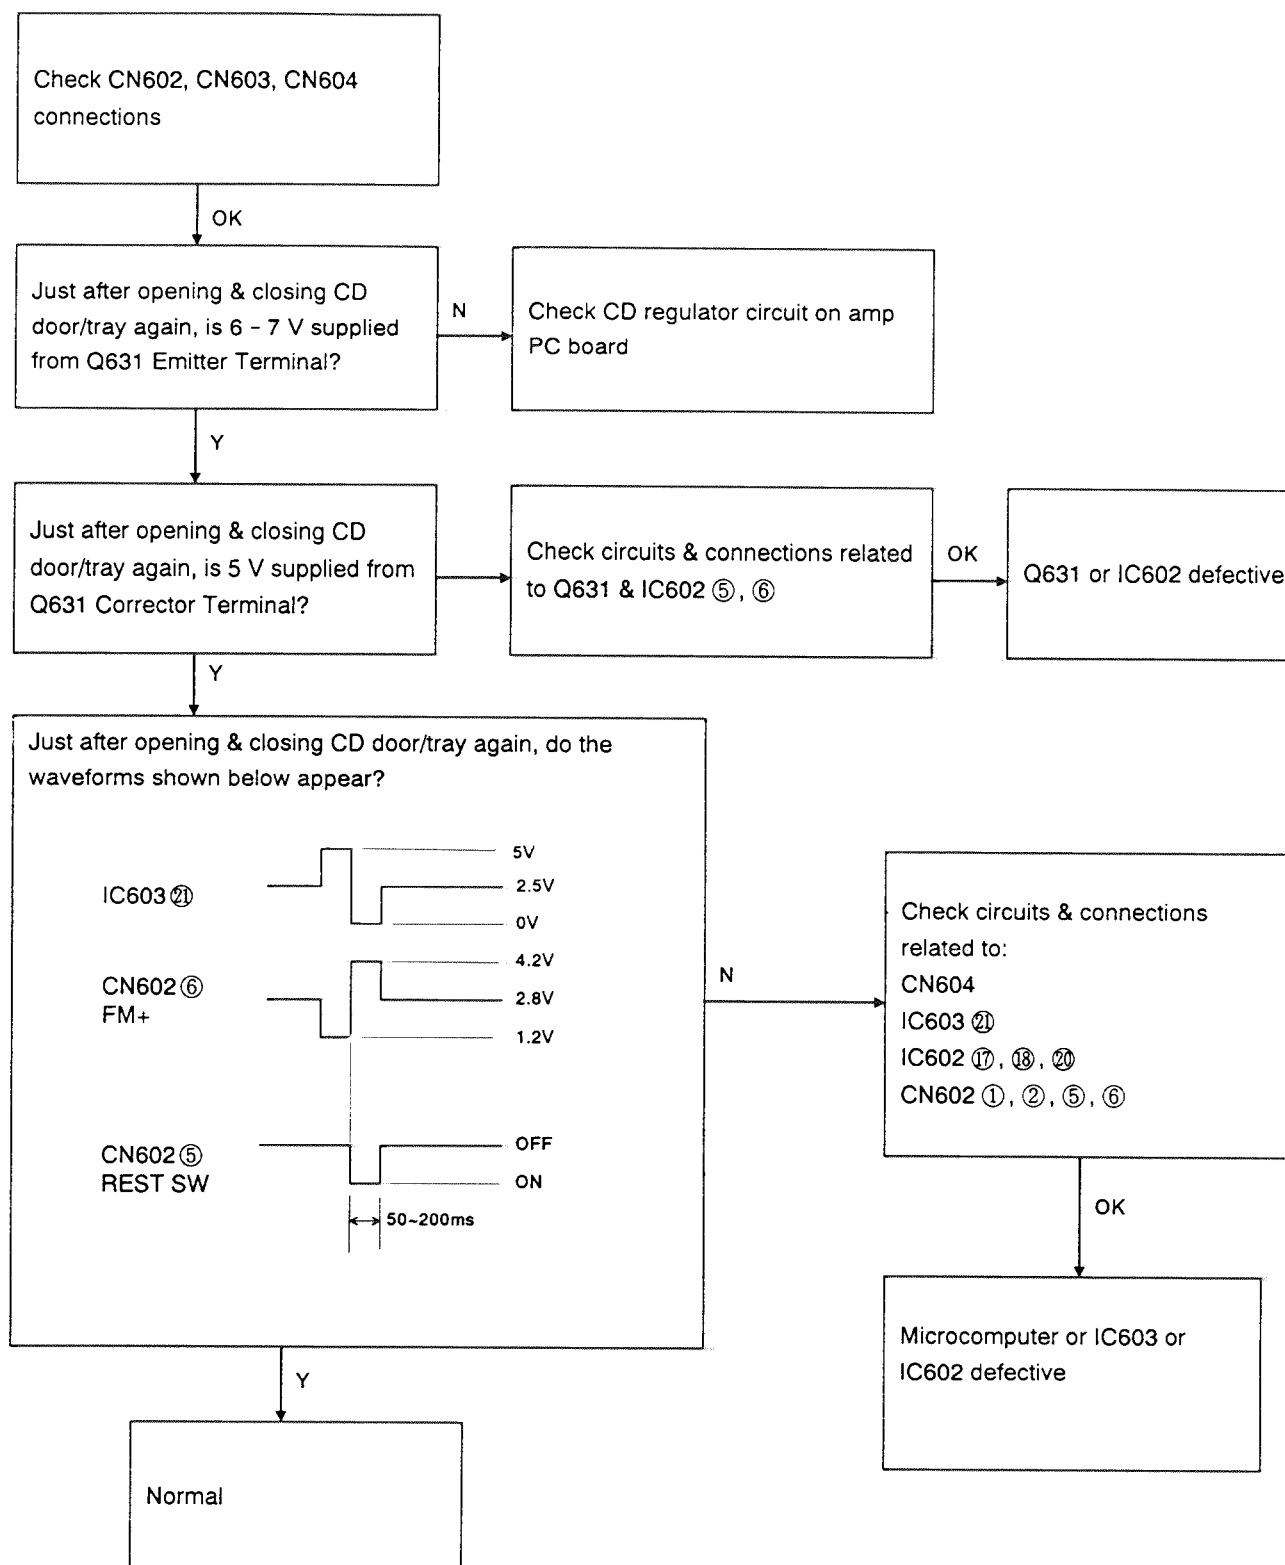 Check CN602, CN603, CN604
connections
OK
Just after opening & closing CD
door/tray again, is 6 – 7 V supplied
from Q631 Emitter Terminal?
N
Check CD regulator circuit on amp
PC board
Y
Just after opening & closing CD
door/tray again, is 5 V supplied from
Q631 Corrector Terminal?
Check circuits & connections related
to Q631 & IC602 ⑤, ⑥
OK
Q631 or IC602 defective
Y
Just after opening & closing CD door/tray again, do the
waveforms shown below appear?
IC603 ㉑
5V
2.5V
0V
CN602 ⑥
FM+
4.2V
2.8V
1.2V
CN602 ⑤
REST SW
OFF
ON
50~200ms
N
Check circuits & connections
related to:
CN604
IC603 ㉑
IC602 ⑰, ⑱, ⑳
CN602 ①, ②, ⑤, ⑥
OK
Microcomputer or IC603 or
IC602 defective
Y
Normal